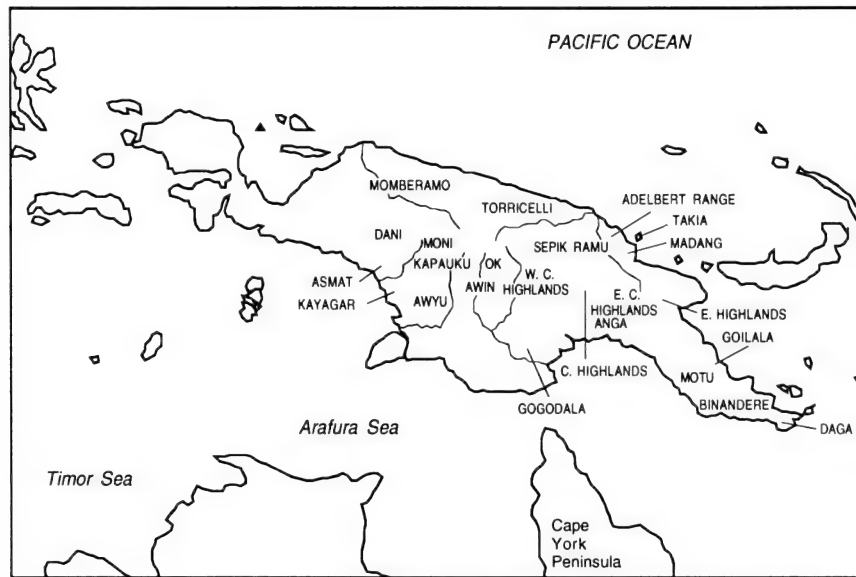 PACIFIC OCEAN
MOMBERAMO
TORRICELLI
ADELBERT RANGE
TAKIA
MADANG
SEPIK RAMU
DANI
MONI
KAPAUKU
OK
ASMAT
KAYAGAR
AWYU
AWIN
W. C.
HIGHLANDS
E. C.
HIGHLANDS
ANGA
E. HIGHLANDS
GOILALA
C. HIGHLANDS
MOTU
BINANDERE
GOGODALA
DAGA
Arafura Sea
Timor Sea
Cape
York
Peninsula